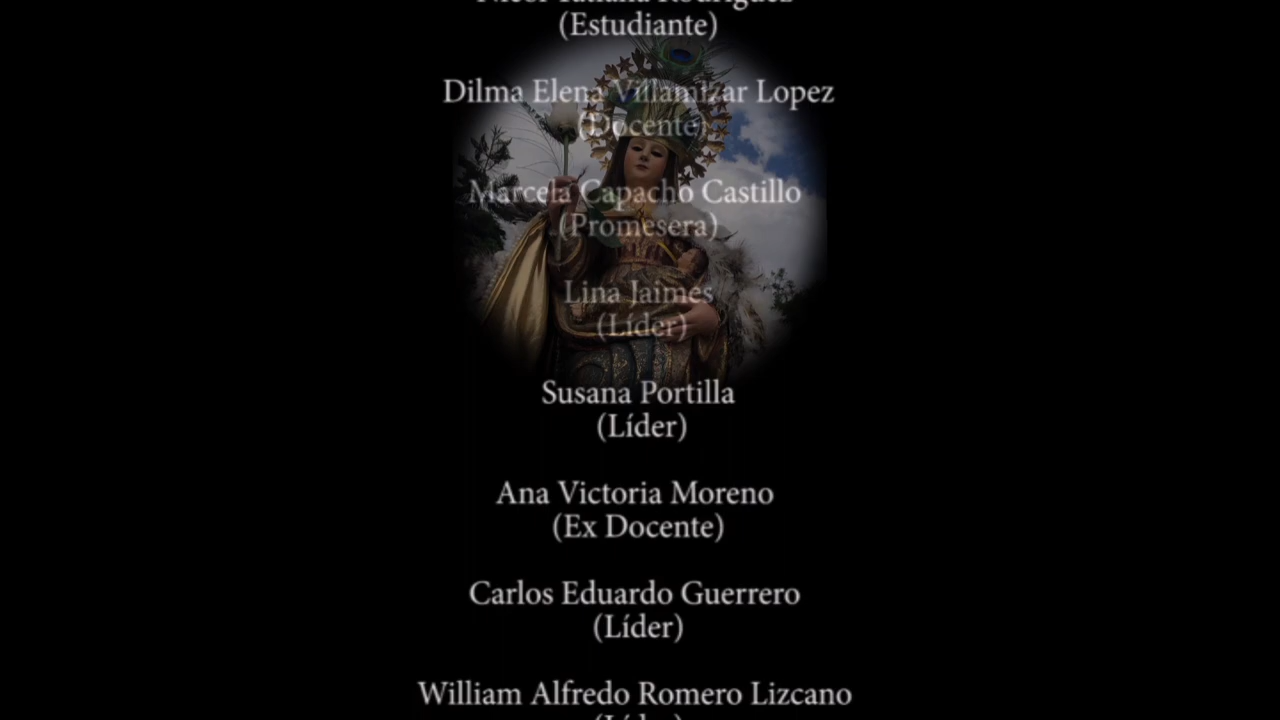 (Estudiante)
Dilma Elena Villamizar Lopez
(Docente)
Marcela Capacho Castillo
(Promesera)
Lina Jaimes
(Líder)
Susana Portilla
(Líder)
Ana Victoria Moreno
(Ex Docente)
Carlos Eduardo Guerrero
(Líder)
William Alfredo Romero Lizcano